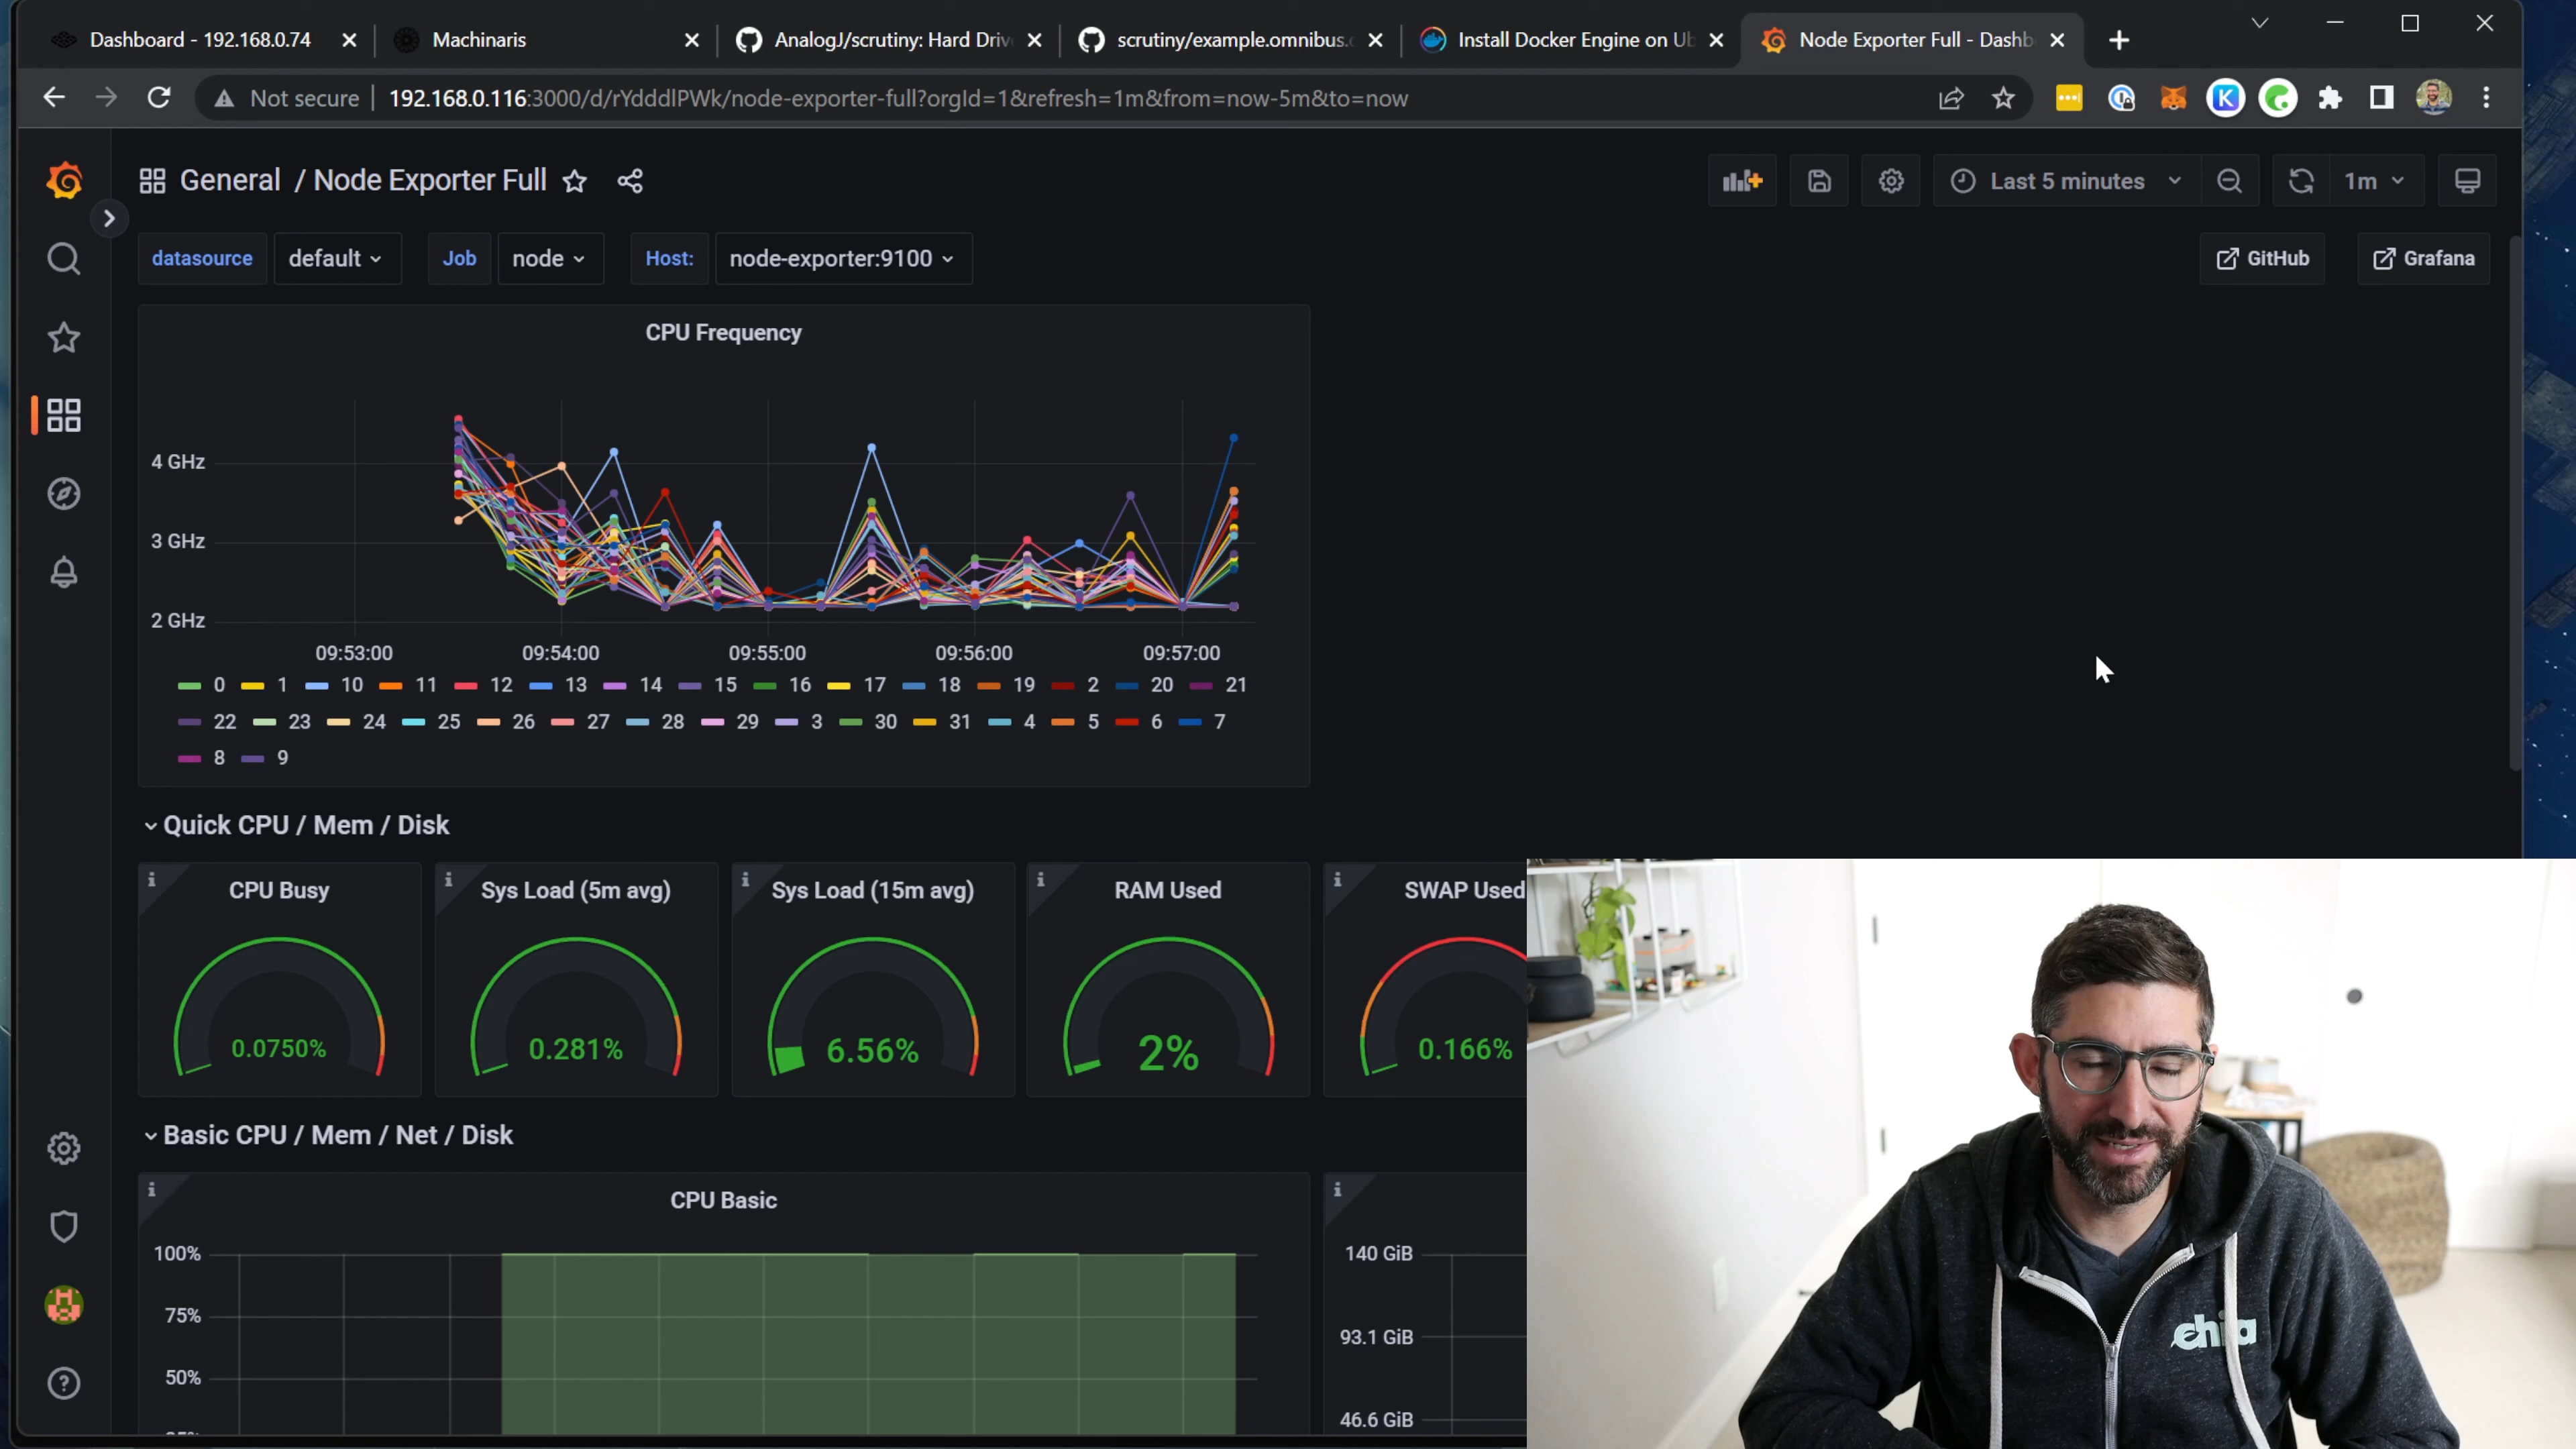 Dashboard - 192.168.0.74
Machinaris
AnalogJ/scrutiny: Hard Driv
scrutiny/example.omnibus.
Install Docker Engine on Ub
Node Exporter Full - Dashb
Not secure
192.168.0.116:3000/d/rYdddlPWk/node-exporter-full?orgId=1&refresh=1m&from=now-5m&to=now
K
General / Node Exporter Full
Last 5 minutes
1m
datasource default
Job node
Host: node-exporter:9100
GitHub
Grafana
CPU Frequency
4 GHz
3 GHz
2 GHz
09:53:00 09:54:00 09:55:00 09:56:00 09:57:00
0 1 10 11 12 13 14 15 16 17 18 19 2 20 21
22 23 24 25 26 27 28 29 3 30 31 4 5 6 7
8 9
Quick CPU / Mem / Disk
CPU Busy
0.0750%
Sys Load (5m avg)
0.281%
Sys Load (15m avg)
6.56%
RAM Used
2%
SWAP Used
0.166%
Basic CPU / Mem / Net / Disk
CPU Basic
100%
75%
50%
140 GiB
93.1 GiB
46.6 GiB
chia